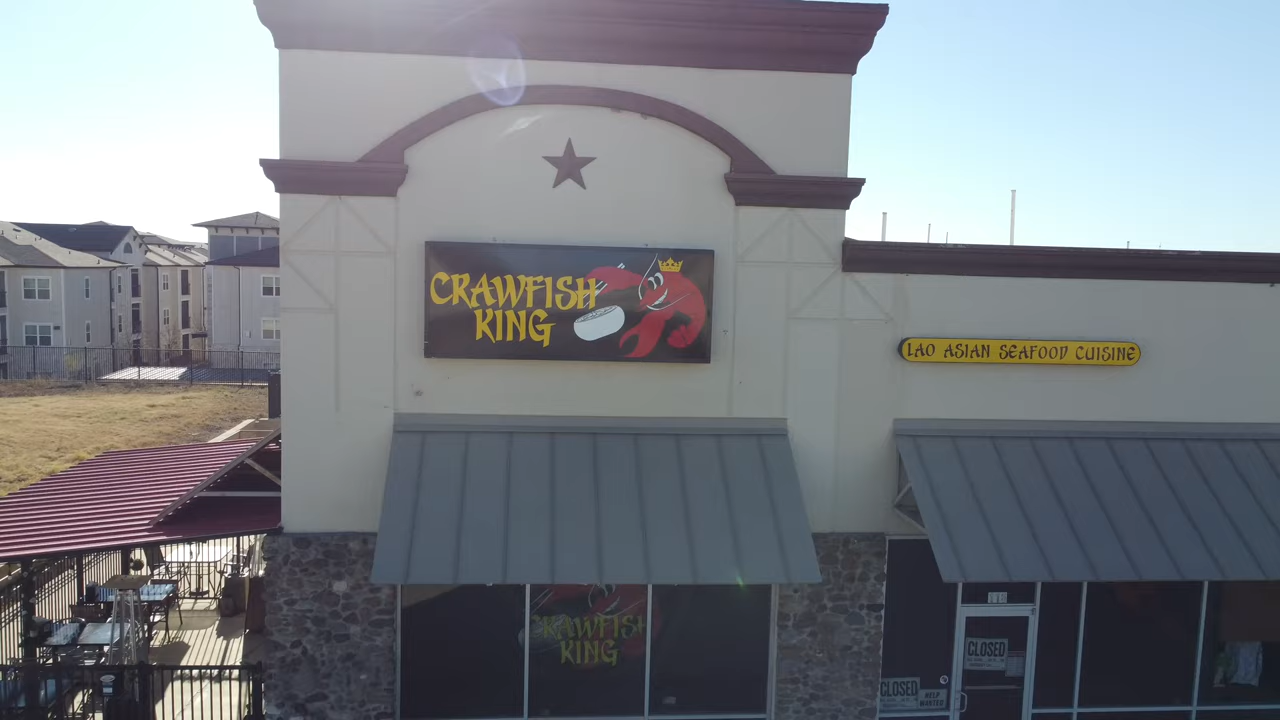 CRAWFISH
KING
LAO ASIAN SEAFOOD CUISINE
CRAWFISH
KING
CLOSED
CLOSED
HELP
WANTED